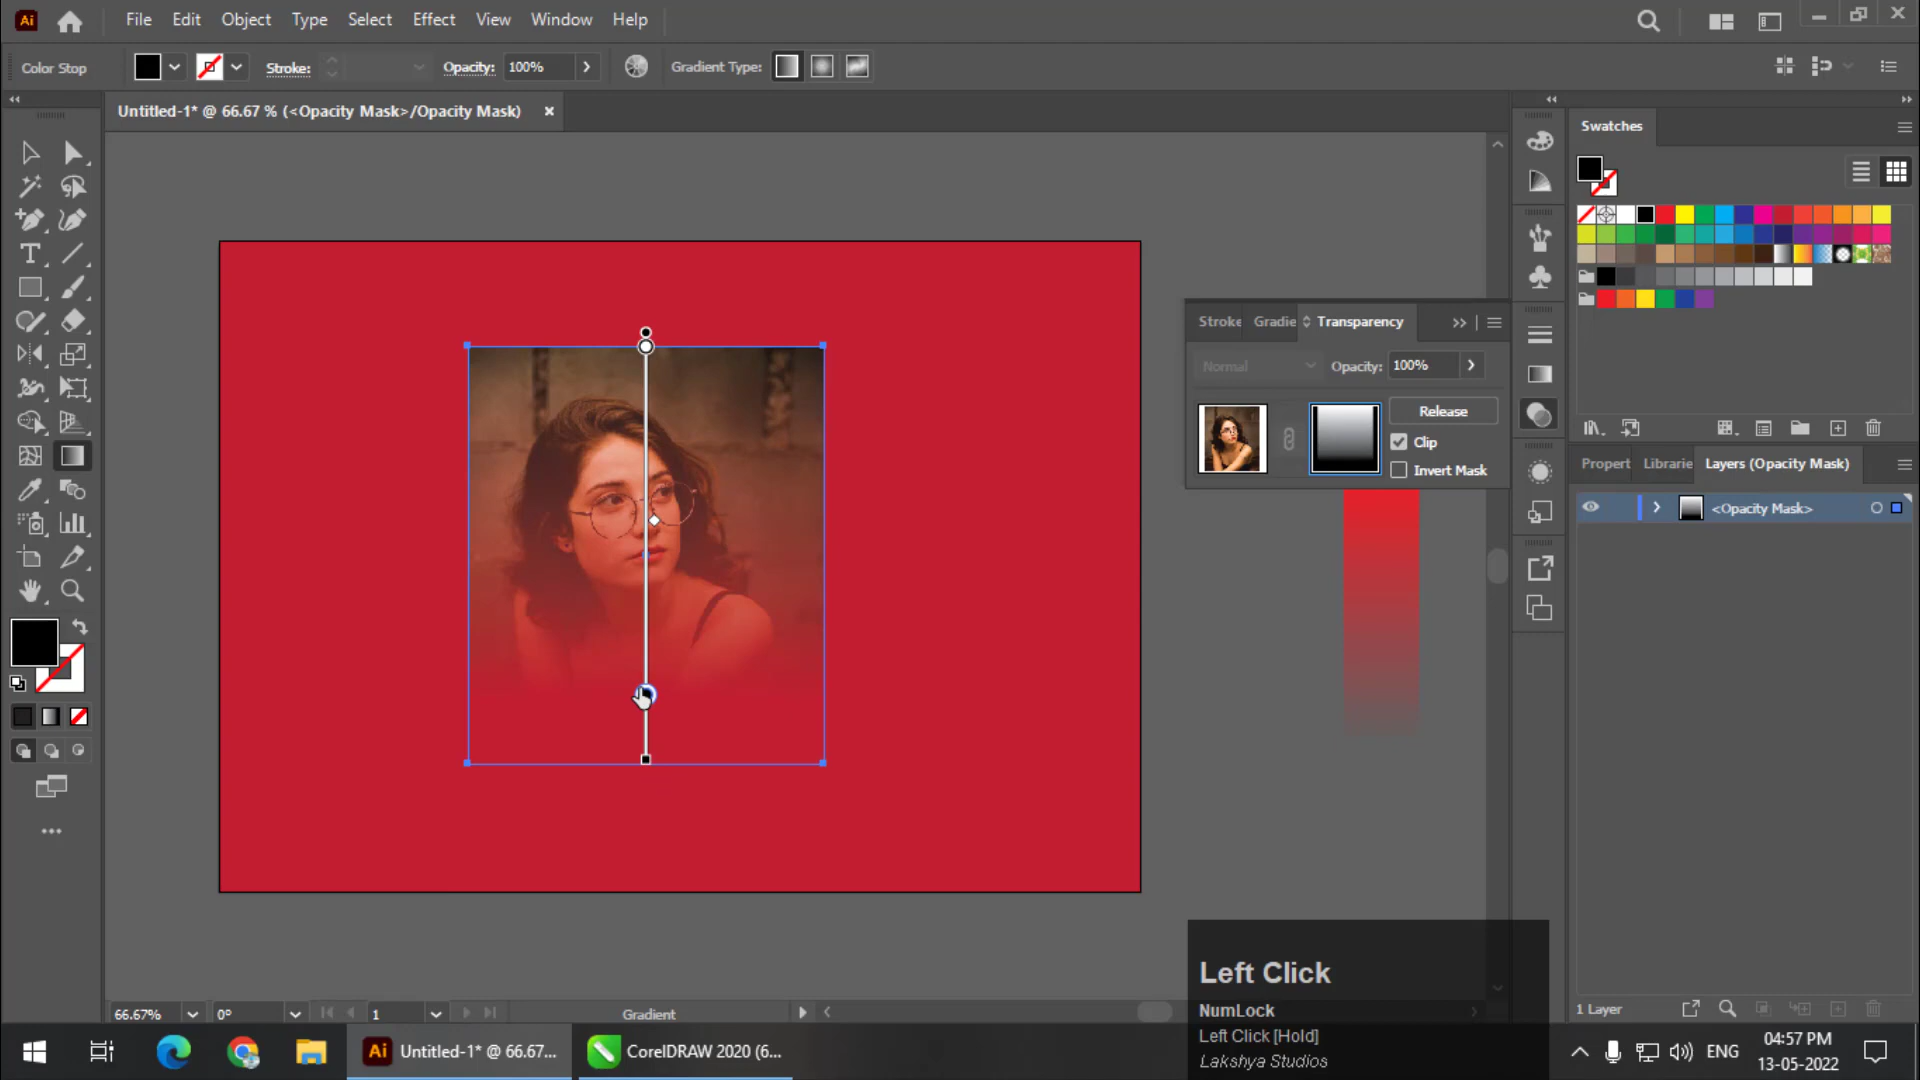 Ai File Edit Object Type Select Effect View Window Help
Color Stop Stroke: Opacity: 100% Gradient Type:
Untitled-1* @ 66.67 % (<Opacity Mask>/Opacity Mask)
Swatches
Stroke Gradie Transparency
Normal Opacity: 100%
Release
Clip
Invert Mask
Propert Librarie Layers (Opacity Mask)
<Opacity Mask>
Left Click
NumLock
Left Click [Hold]
Lakshya Studios
1 Layer
66.67% 0° 1 Gradient
Ai Untitled-1* @ 66.67... CorelDRAW 2020 (6...
ENG 04:57 PM
13-05-2022